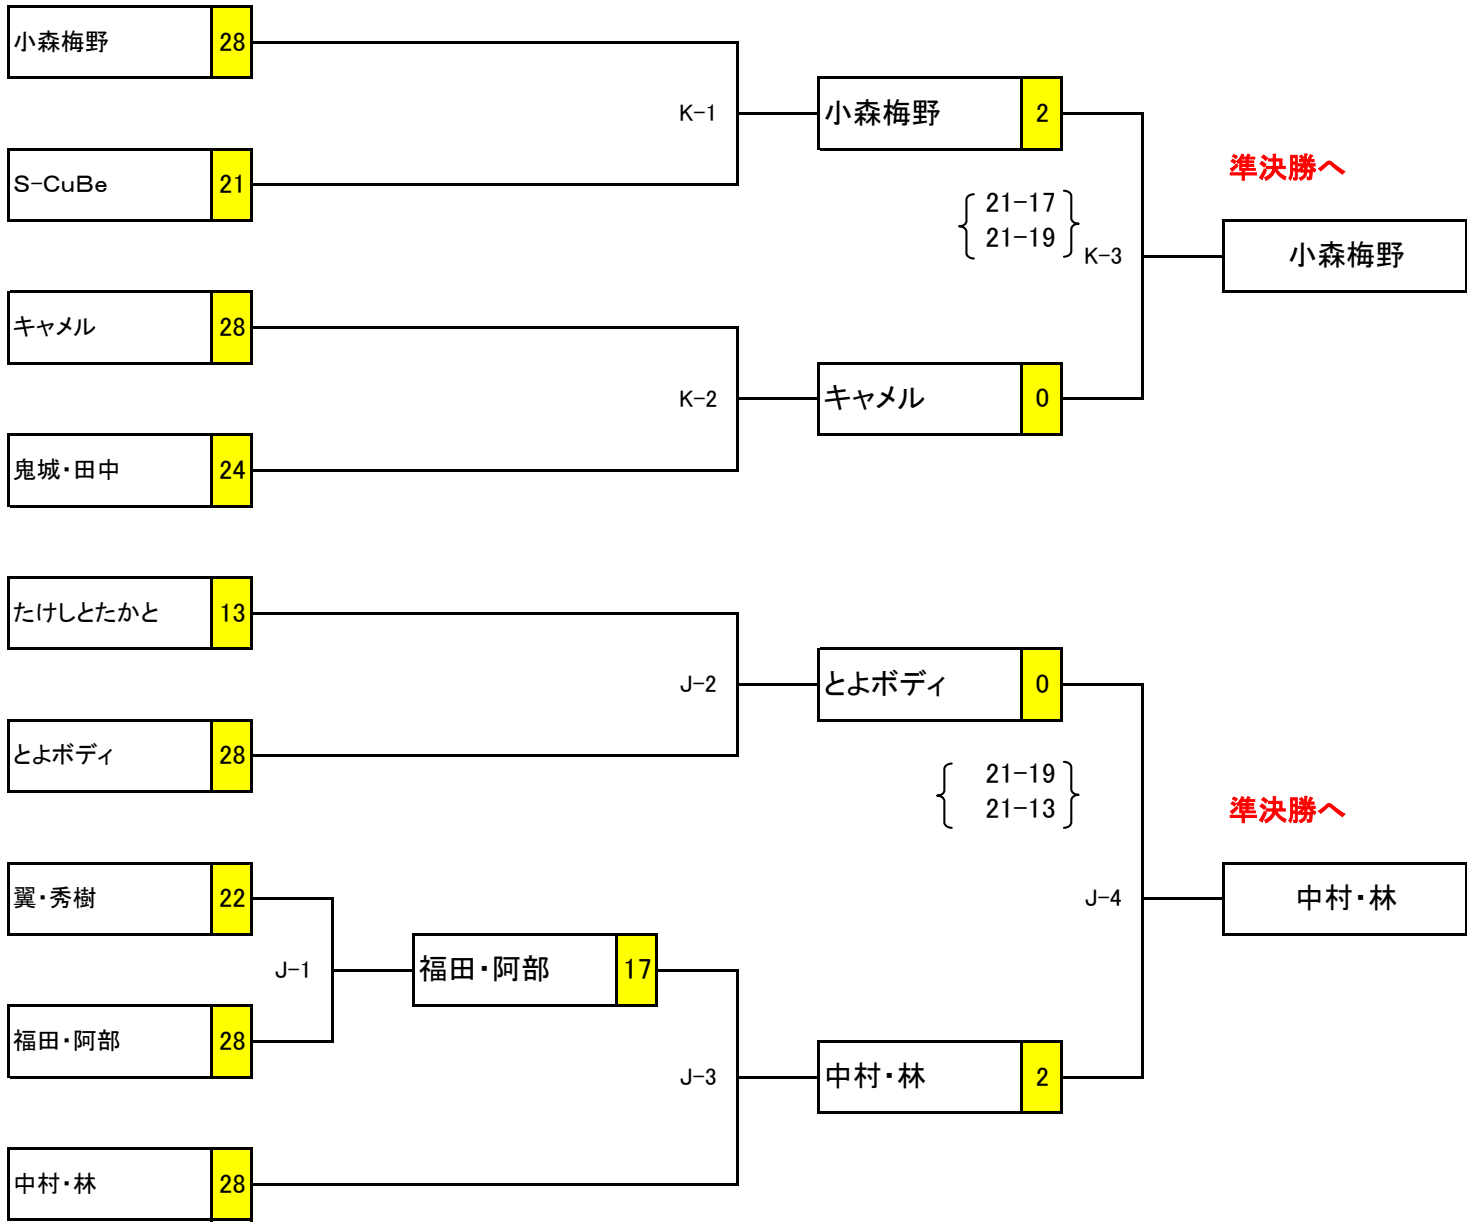 小森梅野 28
K-1
小森梅野 2
S-CuBe 21
準決勝へ
21-17
21-19
K-3
小森梅野
キャメル 28
K-2
キャメル 0
鬼城・田中 24
たけしとたかと 13
J-2
とよボディ 0
とよボディ 28
21-19
21-13
準決勝へ
翼・秀樹 22
J-4
中村・林
J-1
福田・阿部 17
福田・阿部 28
J-3
中村・林 2
中村・林 28